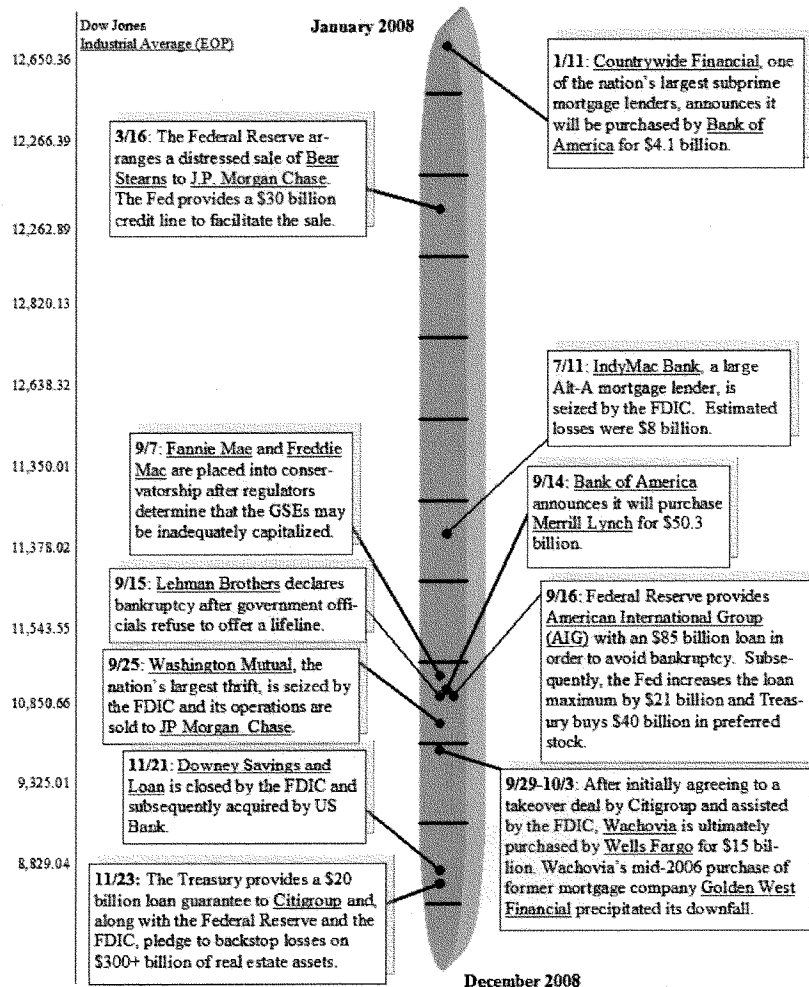 Dow Jones
Industrial Average (EOP)
January 2008
12,650.36
12,266.39
12,262.89
12,820.13
12,638.32
11,350.01
11,378.02
11,543.55
10,850.66
9,325.01
8,829.04
1/11: Countrywide Financial, one
of the nation's largest subprime
mortgage lenders, announces it
will be purchased by Bank of
America for $4.1 billion.
3/16: The Federal Reserve ar-
ranges a distressed sale of Bear
Stearns to J.P. Morgan Chase.
The Fed provides a $30 billion
credit line to facilitate the sale.
7/11: IndyMac Bank, a large
Alt-A mortgage lender, is
seized by the FDIC. Estimated
losses were $8 billion.
9/7: Fannie Mae and Freddie
Mac are placed into conser-
vatorship after regulators
determine that the GSEs may
be inadequately capitalized.
9/14: Bank of America
announces it will purchase
Merrill Lynch for $50.3
billion.
9/15: Lehman Brothers declares
bankruptcy after government offi-
cials refuse to offer a lifeline.
9/16: Federal Reserve provides
American International Group
(AIG) with an $85 billion loan in
order to avoid bankruptcy. Subse-
quently, the Fed increases the loan
maximum by $21 billion and Treas-
ury buys $40 billion in preferred
stock.
9/25: Washington Mutual, the
nation's largest thrift, is seized by
the FDIC and its operations are
sold to JP Morgan Chase.
11/21: Downey Savings and
Loan is closed by the FDIC and
subsequently acquired by US
Bank.
9/29-10/3: After initially agreeing to a
takeover deal by Citigroup and assisted
by the FDIC, Wachovia is ultimately
purchased by Wells Fargo for $15 bil-
lion. Wachovia's mid-2006 purchase of
former mortgage company Golden West
Financial precipitated its downfall.
11/23: The Treasury provides a $20
billion loan guarantee to Citigroup and,
along with the Federal Reserve and the
FDIC, pledge to backstop losses on
$300+ billion of real estate assets.
December 2008